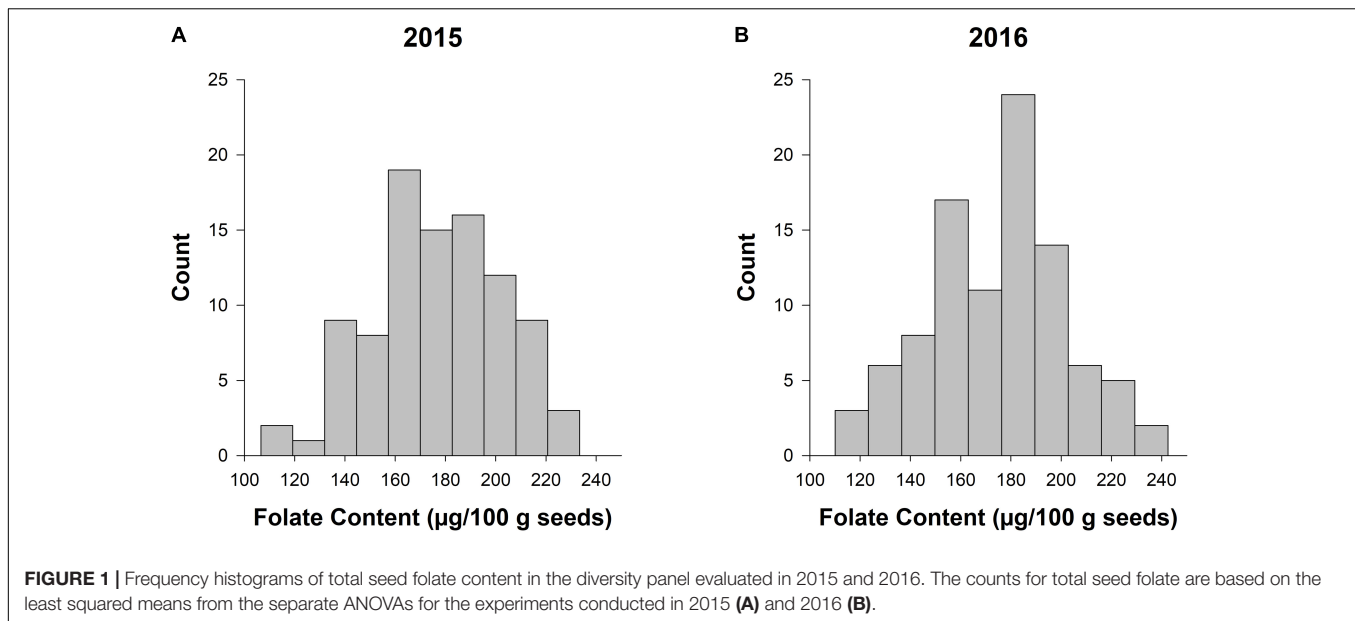 A
2015
25
20
15
10
5
0
Count
100 120 140 160 180 200 220 240
Folate Content (µg/100 g seeds)
B
2016
25
20
15
10
5
0
Count
100 120 140 160 180 200 220 240
Folate Content (µg/100 g seeds)
FIGURE 1 | Frequency histograms of total seed folate content in the diversity panel evaluated in 2015 and 2016. The counts for total seed folate are based on the
least squared means from the separate ANOVAs for the experiments conducted in 2015 (A) and 2016 (B).